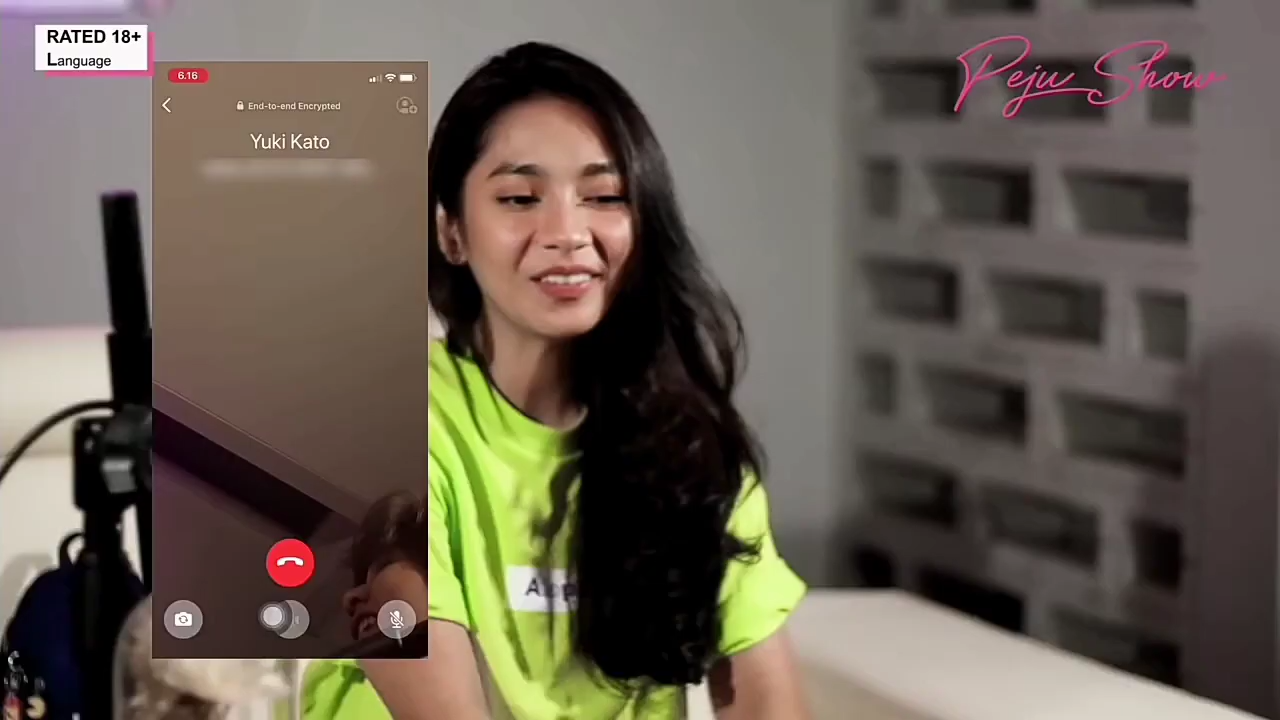 RATED 18+
Language
6.16
End-to-end Encrypted
Yuki Kato
Peju Show